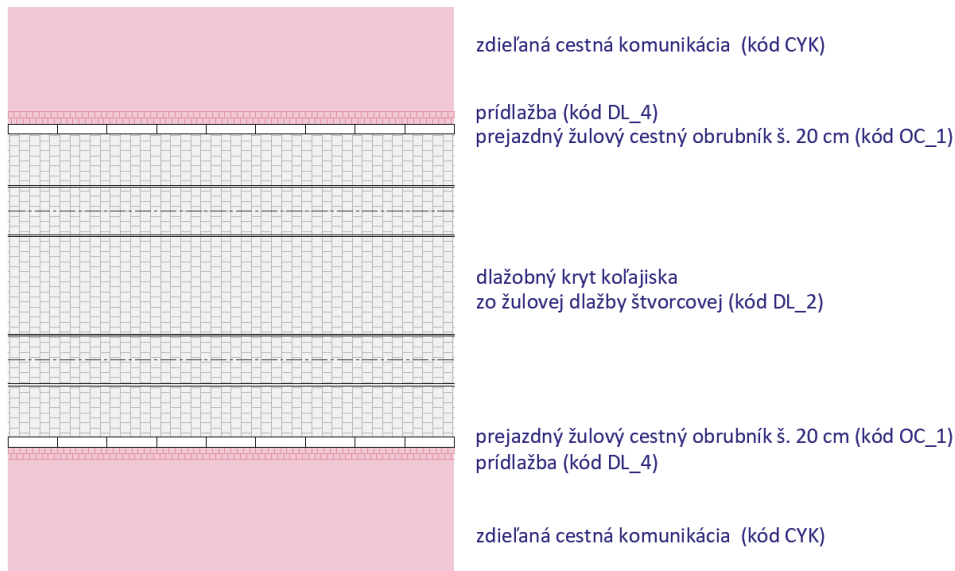 zdieľaná cestná komunikácia  (kód CYK)
prídlažba (kód DL_4)
prejazdný žulový cestný obrubník š. 20 cm (kód OC_1)
dlažobný kryt koľajiska
zo žulovej dlažby štvorcovej (kód DL_2)
prejazdný žulový cestný obrubník š. 20 cm (kód OC_1)
prídlažba (kód DL_4)
zdieľaná cestná komunikácia  (kód CYK)